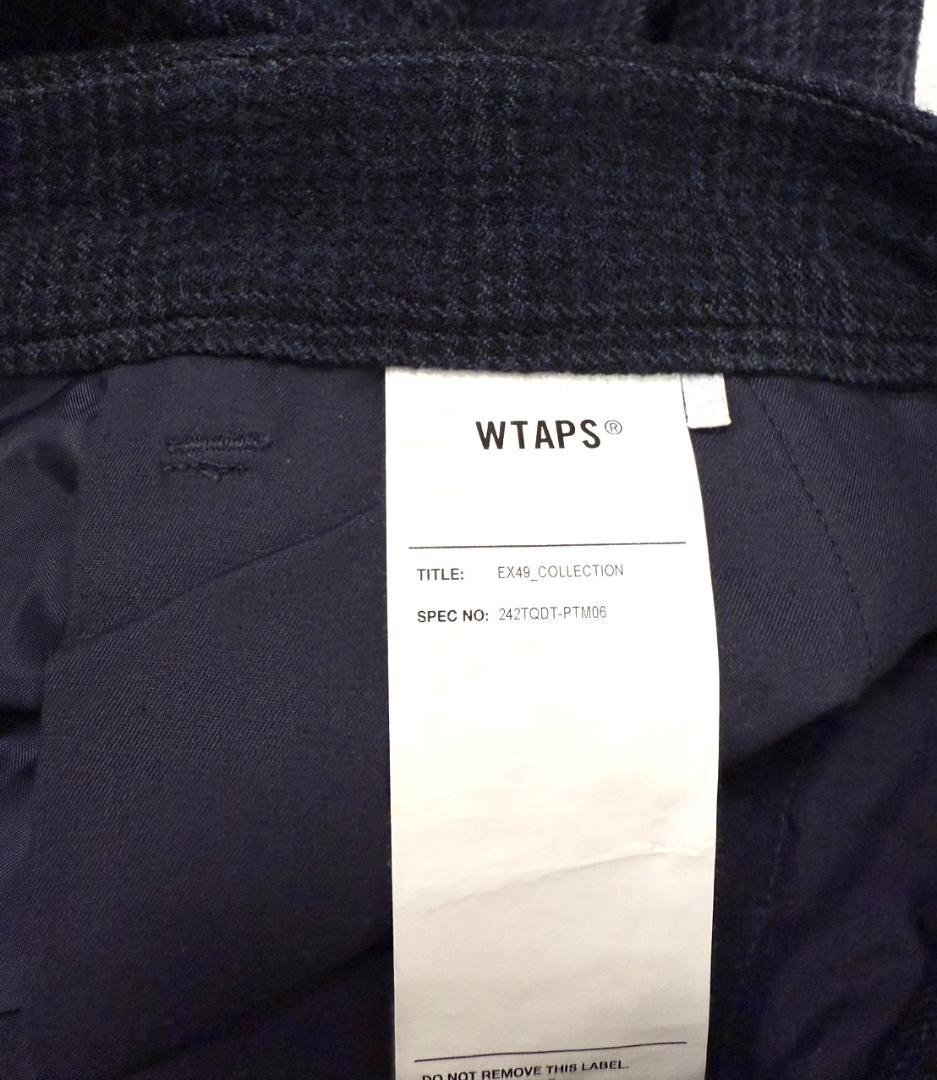 WTAPS®
TITLE: EX49_COLLECTION
SPEC NO: 242TQDT-PTM06
DO NOT REMOVE THIS LABEL.